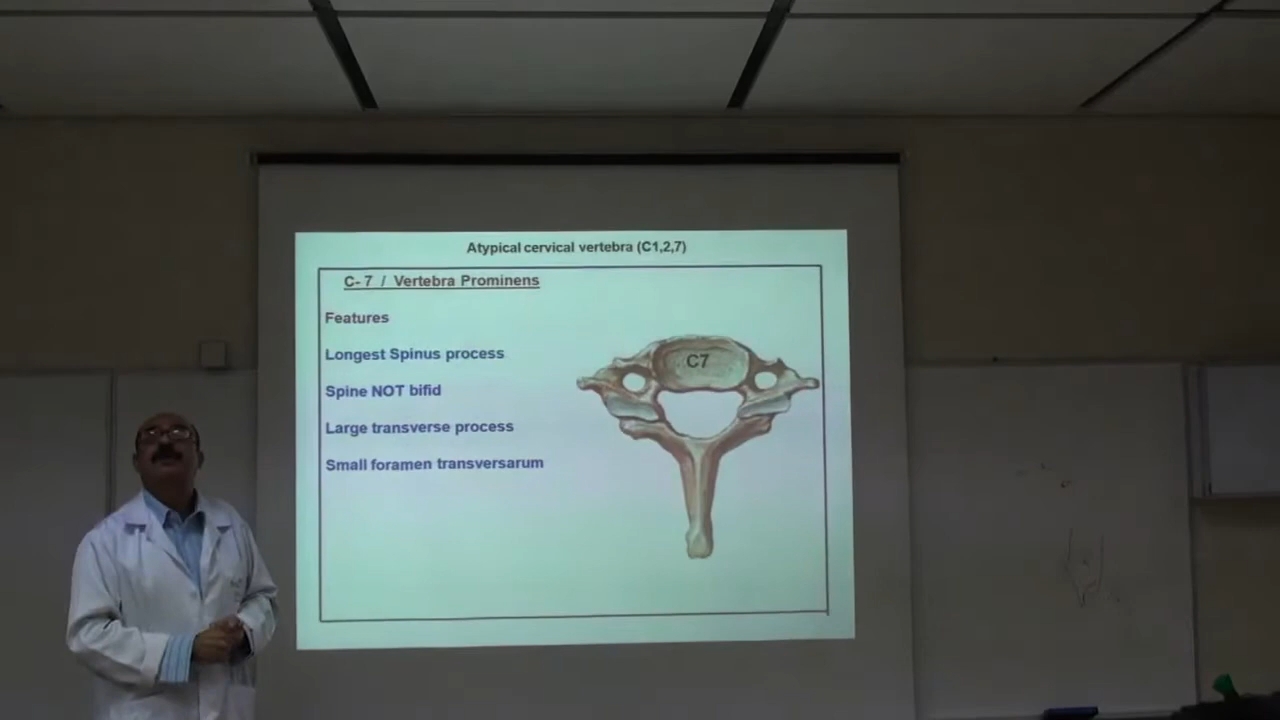 Atypical cervical vertebra (C1,2,7)
C- 7 / Vertebra Prominens
Features
Longest Spinus process
Spine NOT bifid
Large transverse process
Small foramen transversarum
C7